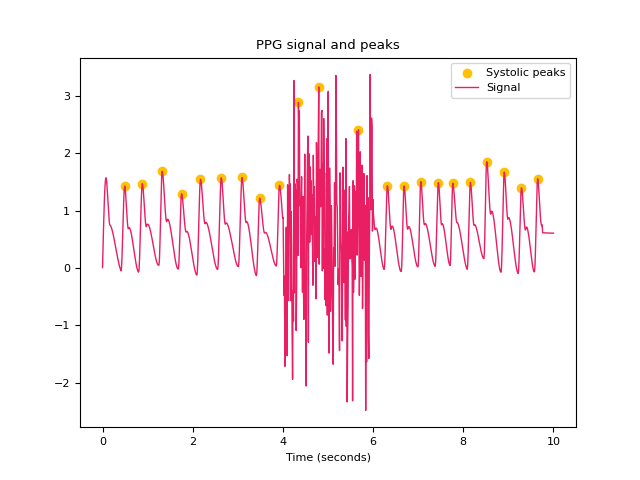 PPG signal and peaks
Systolic peaks
Signal
3
2
1
0
−1
−2
0 2 4 6 8 10
Time (seconds)